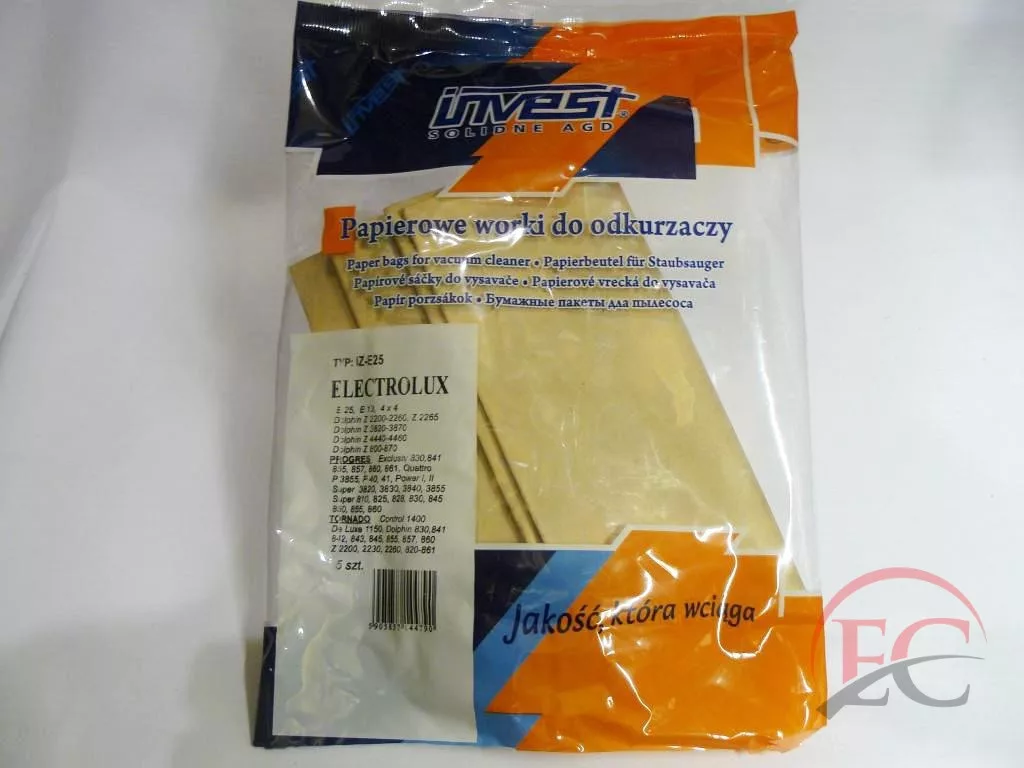 invest
invest®
SOLIDNE AGD
Papierowe worki do odkurzaczy
Paper bags for vacuum cleaner • Papierbeutel für Staubsauger
Papírové sáčky do vysavače • Papierové vrecká do vysavača
Papír porzsákok • Бумажные пакеты для пылесоса
TYP: IZ-E25
ELECTROLUX
E 25, E 13, 4 x 4
Dolphin Z 2200-2260, Z 2265
Dolphin Z 3820-3870
Dolphin Z 4440-4460
Dolphin Z 800-870
PROGRES Exclusiv 830,841
855, 857, 860, 861, Quattro
P 3855, P 40, 41, Power I, II
Super 3820, 3830, 3840, 3855
Super 810, 825, 828, 830, 845
850, 855, 860
TORNADO Control 1400
De Luxe 1150, Dolphin 830,841
842, 843, 845, 855, 857, 860
Z 2200, 2230, 2260, 820-861
5 szt.
Jakość, która wciąga
EC